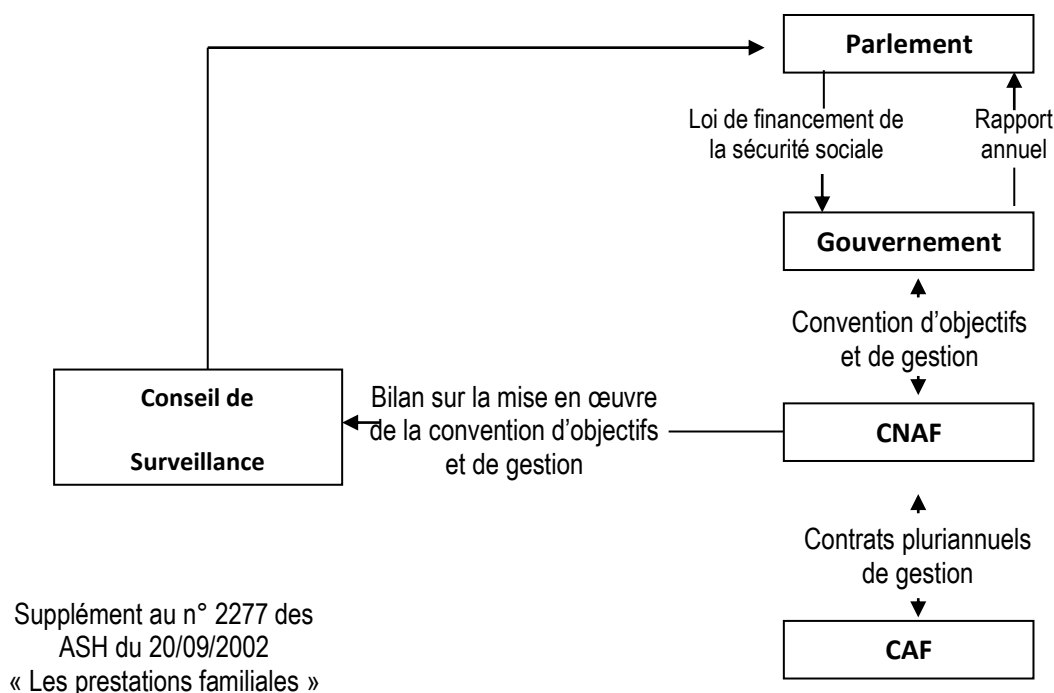 Parlement
Loi de financement de
la sécurité sociale
Rapport
annuel
Gouvernement
Convention d’objectifs
et de gestion
Conseil de
Surveillance
Bilan sur la mise en œuvre
de la convention d’objectifs
et de gestion
CNAF
Contrats pluriannuels
de gestion
CAF
Supplément au n° 2277 des
ASH du 20/09/2002
« Les prestations familiales »